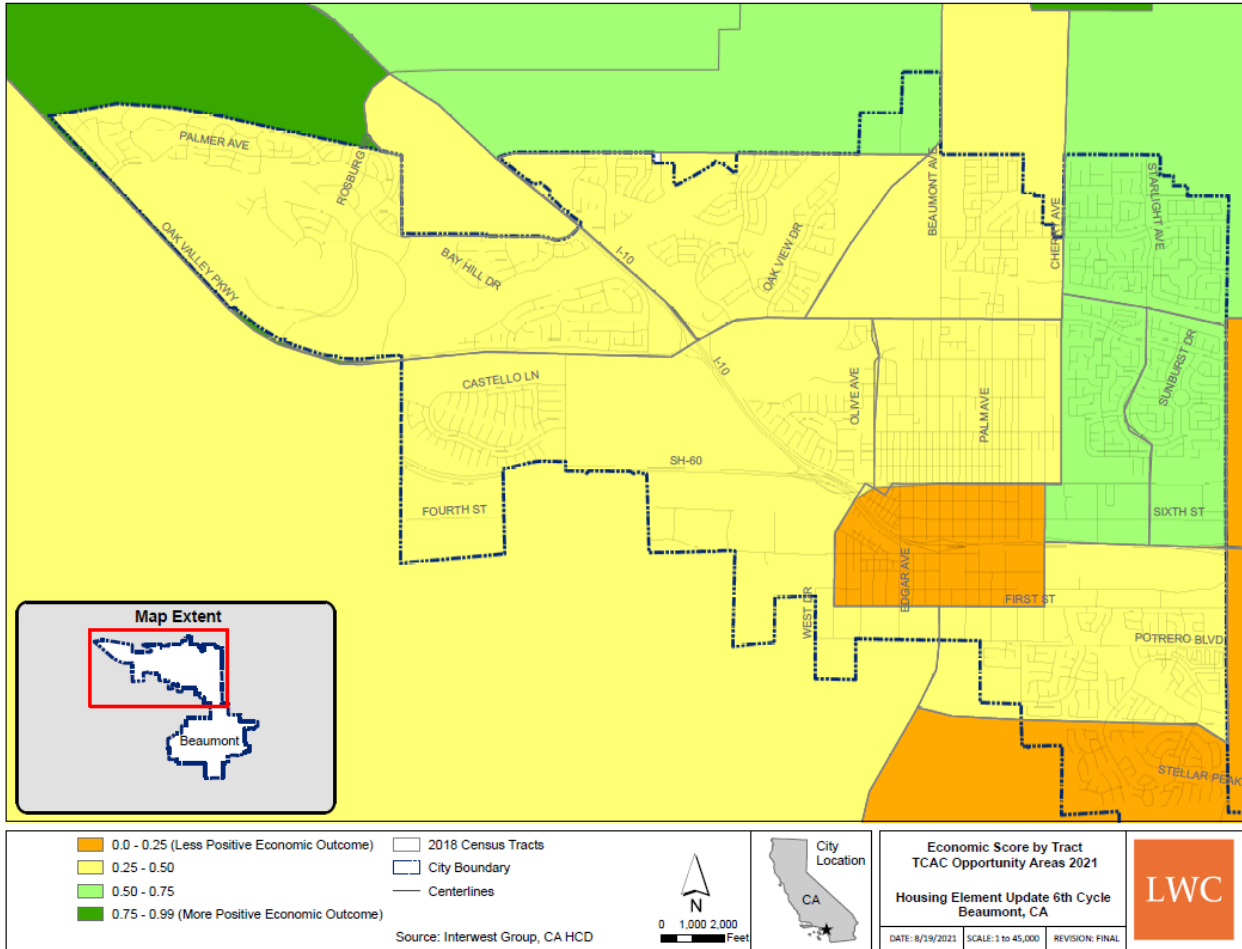 PALMER AVE
ROSBURG
OAK VALLEY PKWY
BAY HILL DR
I-10
OAK VIEW DR
BEAUMONT AVE
CHERRY AVE
STARLIGHT AVE
SUNBURST DR
I-10
CASTELLO LN
OLIVE AVE
PALM AVE
SH-60
FOURTH ST
SIXTH ST
EDGAR AVE
FIRST ST
WEST DR
POTRERO BLVD
STELLAR PEAK
Map Extent
Beaumont
0.0 - 0.25 (Less Positive Economic Outcome)
0.25 - 0.50
0.50 - 0.75
0.75 - 0.99 (More Positive Economic Outcome)
2018 Census Tracts
City Boundary
Centerlines
Source: Interwest Group, CA HCD
N
0 1,000 2,000
Feet
City
Location
CA
Economic Score by Tract
TCAC Opportunity Areas 2021
Housing Element Update 6th Cycle
Beaumont, CA
DATE: 8/19/2021 SCALE: 1 to 45,000 REVISION: FINAL
LWC